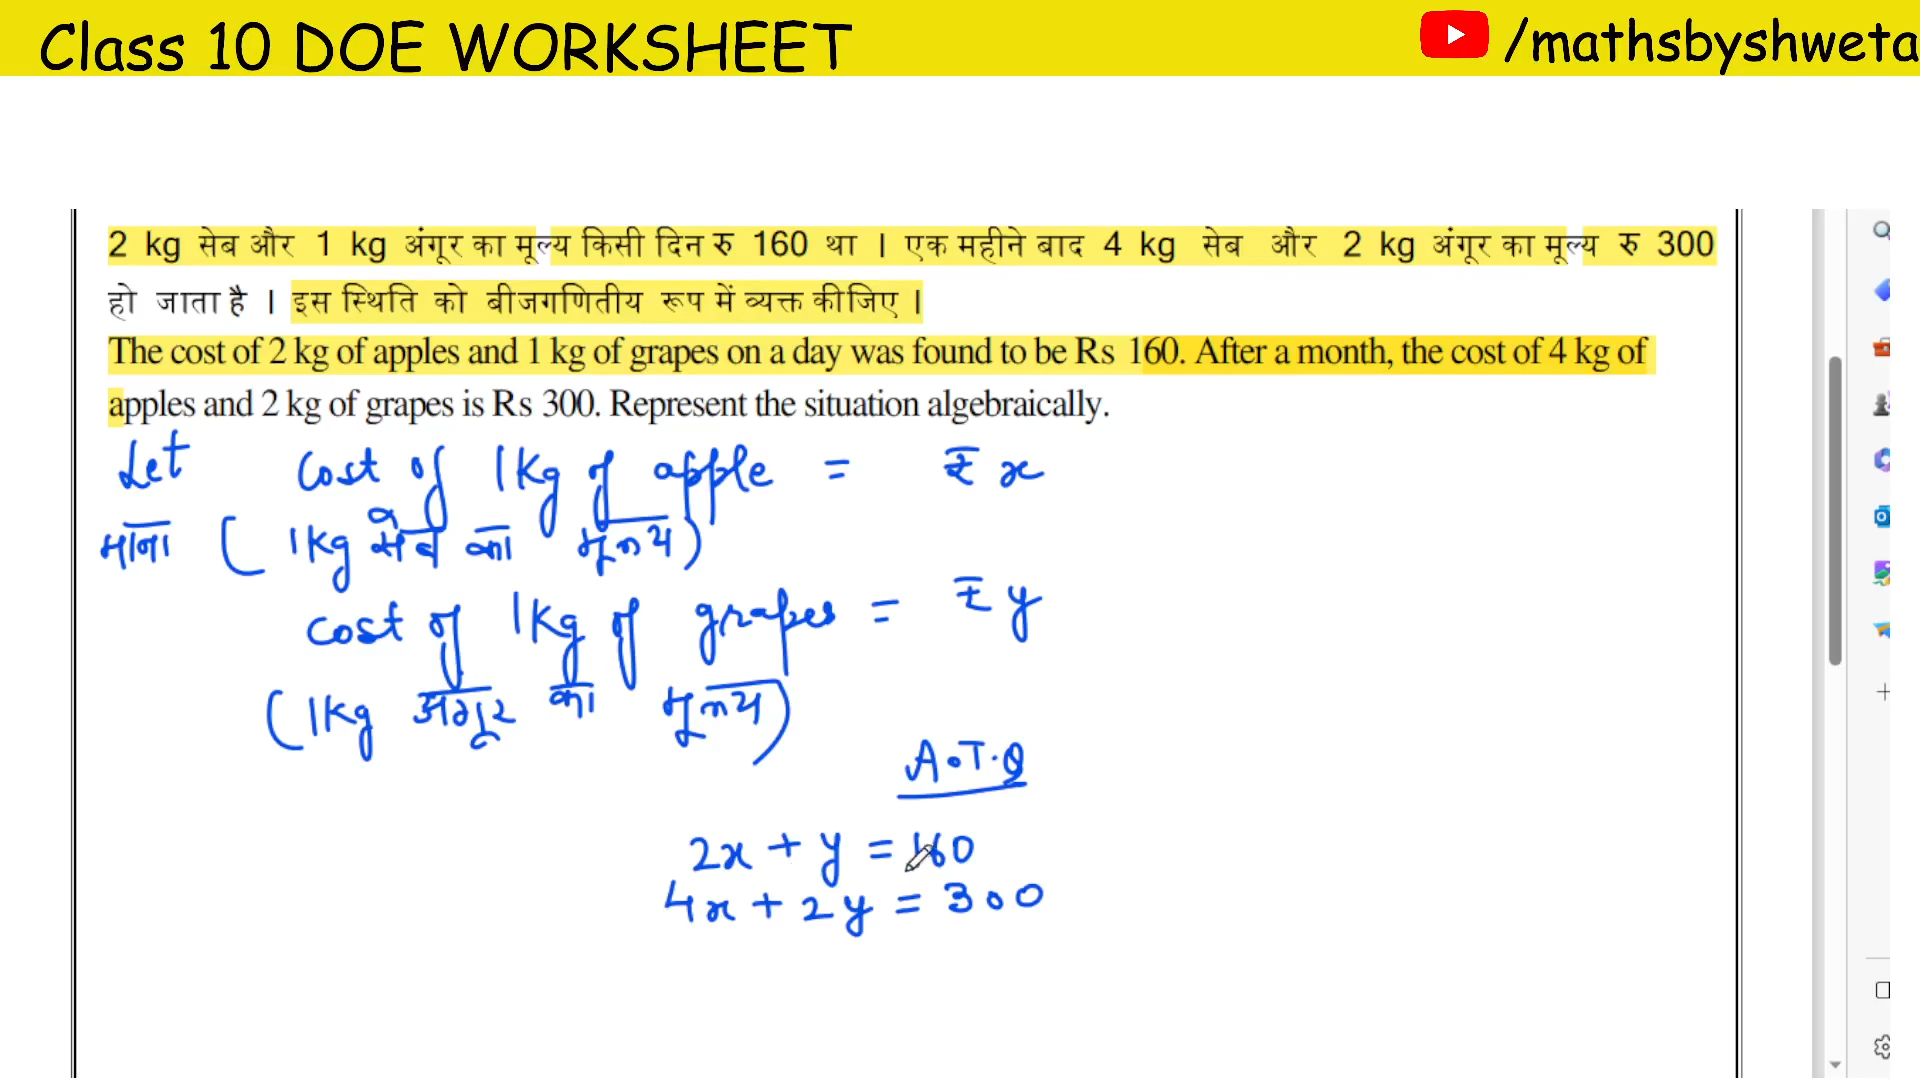 Class 10 DOE WORKSHEET
/mathsbyshweta
2 kg सेब और 1 kg अंगूर का मूल्य किसी दिन रु 160 था । एक महीने बाद 4 kg सेब और 2 kg अंगूर का मूल्य रु 300
हो जाता है । इस स्थिति को बीजगणितीय रूप में व्यक्त कीजिए ।
The cost of 2 kg of apples and 1 kg of grapes on a day was found to be Rs 160. After a month, the cost of 4 kg of
apples and 2 kg of grapes is Rs 300. Represent the situation algebraically.
Let cost of 1kg of apple = ₹ x
माना ( 1kg सेब का मूल्य)
cost of 1kg of grapes = ₹ y
(1kg अंगूर का मूल्य)
A.T.Q
2x + y = 160
4x + 2y = 300